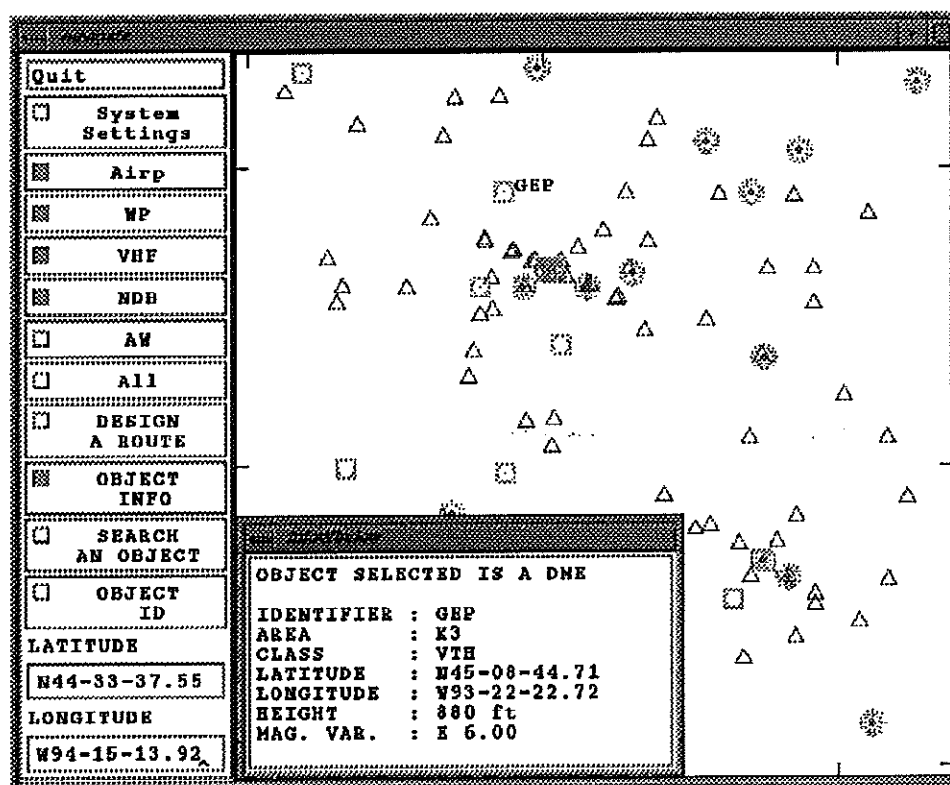 Quit
System
Settings
Airp
WP
VHF
NDB
AW
All
DESIGN
A ROUTE
OBJECT
INFO
SEARCH
AN OBJECT
OBJECT
ID
LATITUDE
N44-33-37.55
LONGITUDE
W94-15-13.92
GEP
OBJECT SELECTED IS A DME
IDENTIFIER : GEP
AREA : K3
CLASS : VTH
LATITUDE : N45-08-44.71
LONGITUDE : W93-22-22.72
HEIGHT : 880 ft
MAG. VAR. : E 6.00